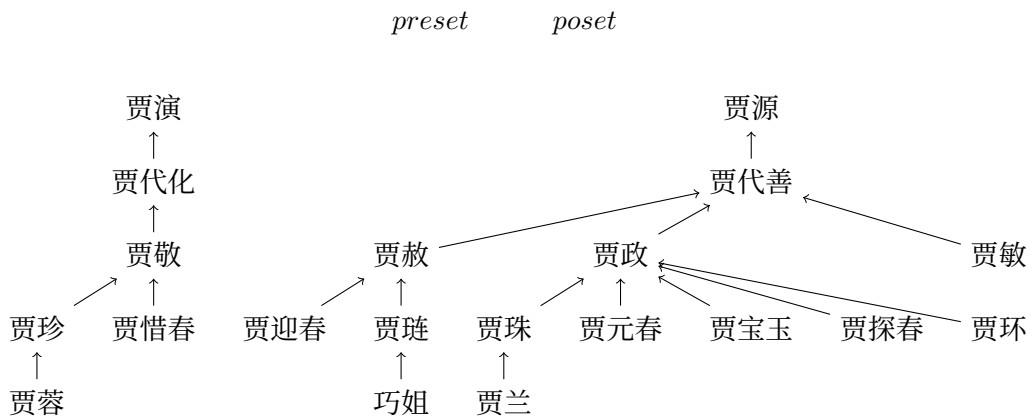 preset poset
贾演 贾源
贾代化 贾代善
贾敬 贾赦 贾政 贾敏
贾珍 贾惜春 贾迎春 贾琏 贾珠 贾元春 贾宝玉 贾探春 贾环
贾蓉 巧姐 贾兰